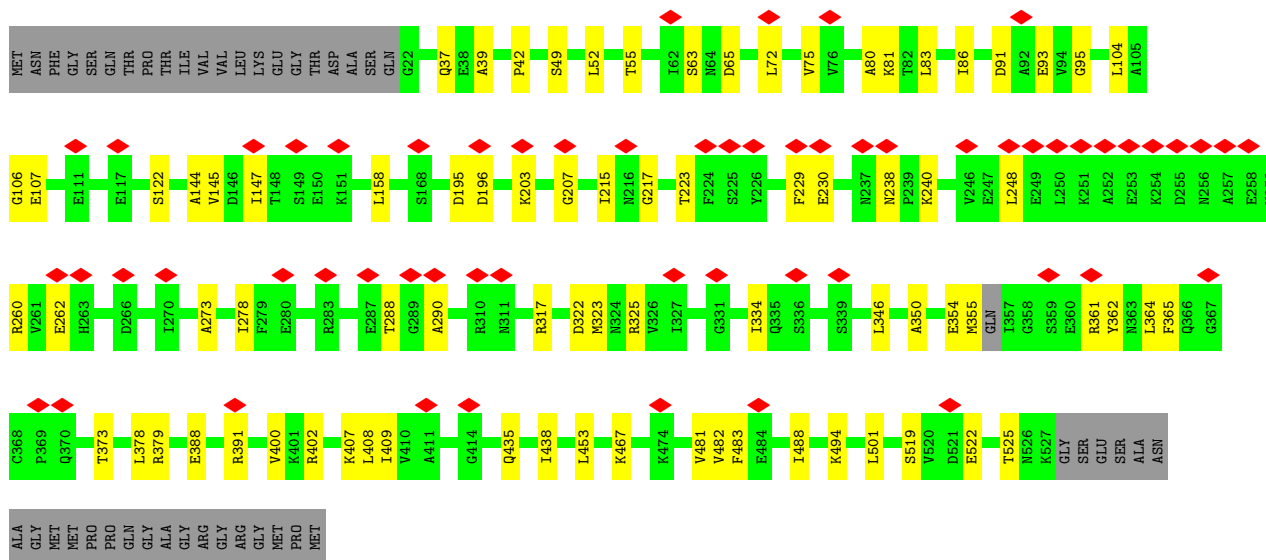 MET ASN PHE GLY SER GLN THR PRO THR ILE VAL VAL LEU LYS GLU GLY THR ASP ALA SER GLN G22 Q37 E38 A39 P42 S49 L52 T55 I62 S63 N64 D65 L72 V75 V76 A80 K81 T82 L83 I86 D91 A92 E93 V94 G95 L104 A105
G106 E107 E111 E117 S122 A144 V145 D146 I147 T148 S149 E150 K151 L158 S168 D195 D196 K203 G207 I215 N216 G217 T223 F224 S225 Y226 F229 E230 N237 N238 P239 K240 V246 E247 L248 E249 L250 K251 A252 E253 K254 D255 N256 A257 E258
R260 V261 E262 H263 D266 I270 A273 I278 F279 E280 R283 E287 T288 G289 A290 R310 N311 R317 D322 M323 N324 R325 V326 I327 G331 I334 Q335 S336 S339 L346 A350 E354 M355 GLN I357 G358 S359 E360 R361 Y362 N363 L364 F365 Q366 G367
C368 P369 Q370 T373 L378 R379 E388 R391 V400 K401 R402 K407 L408 I409 V410 A411 G414 Q435 I438 L453 K467 K474 V481 V482 F483 E484 I488 K494 L501 S519 V520 D521 E522 T525 N526 K527 GLY SER GLU SER ALA ASN
ALA GLY MET MET PRO PRO GLN GLY ALA GLY ARG GLY ARG GLY MET PRO MET